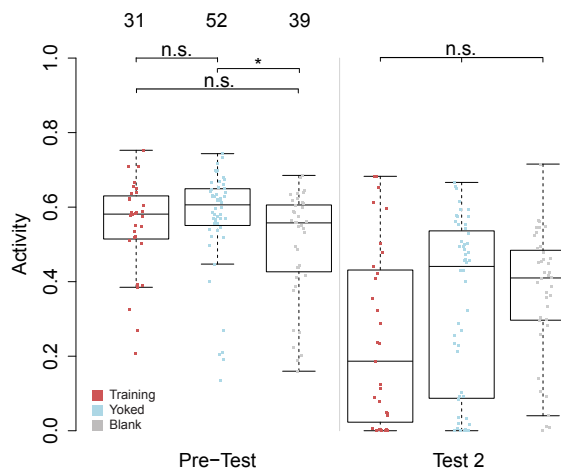 31 52 39
n.s. n.s.
*
n.s.
1.0
0.8
0.6
0.4
0.2
0.0
Activity
Training
Yoked
Blank
Pre−Test Test 2